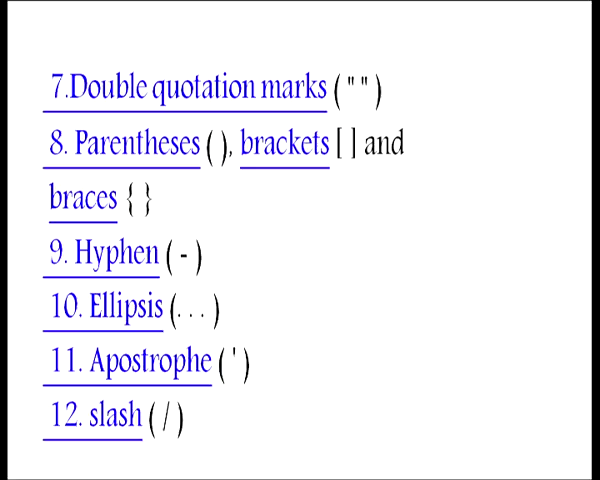 7.Double quotation marks ( " " )
8. Parentheses ( ), brackets [ ] and
braces { }
9. Hyphen ( - )
10. Ellipsis (. . . )
11. Apostrophe ( ' )
12. slash ( / )